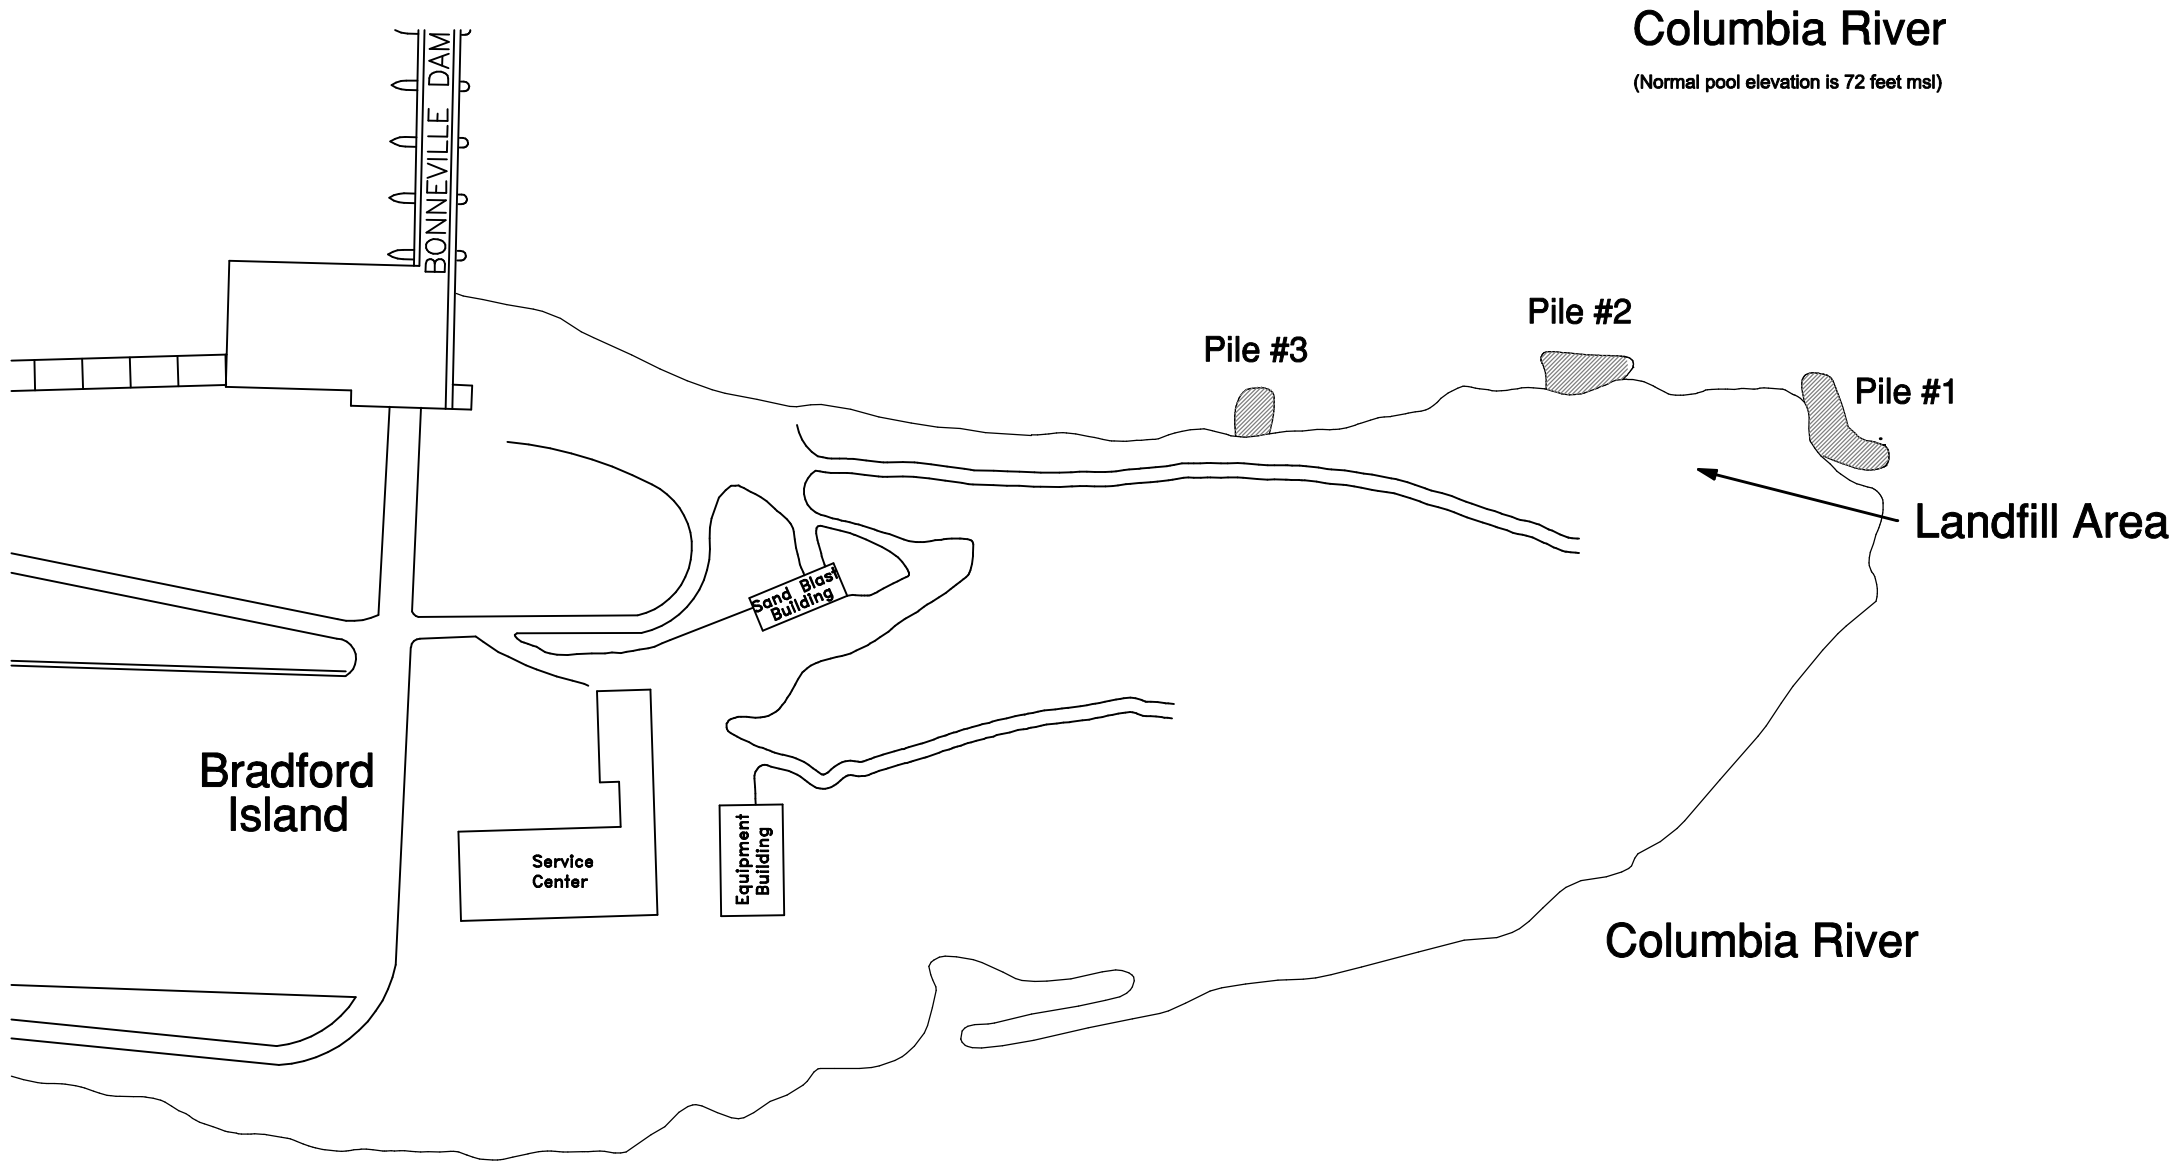 Columbia River
(Normal pool elevation is 72 feet msl)
BONNEVILLE DAM
Pile #2
Pile #3
Pile #1
Landfill Area
Sand Blast
Building
Bradford
Island
Equipment
Building
Service
Center
Columbia River